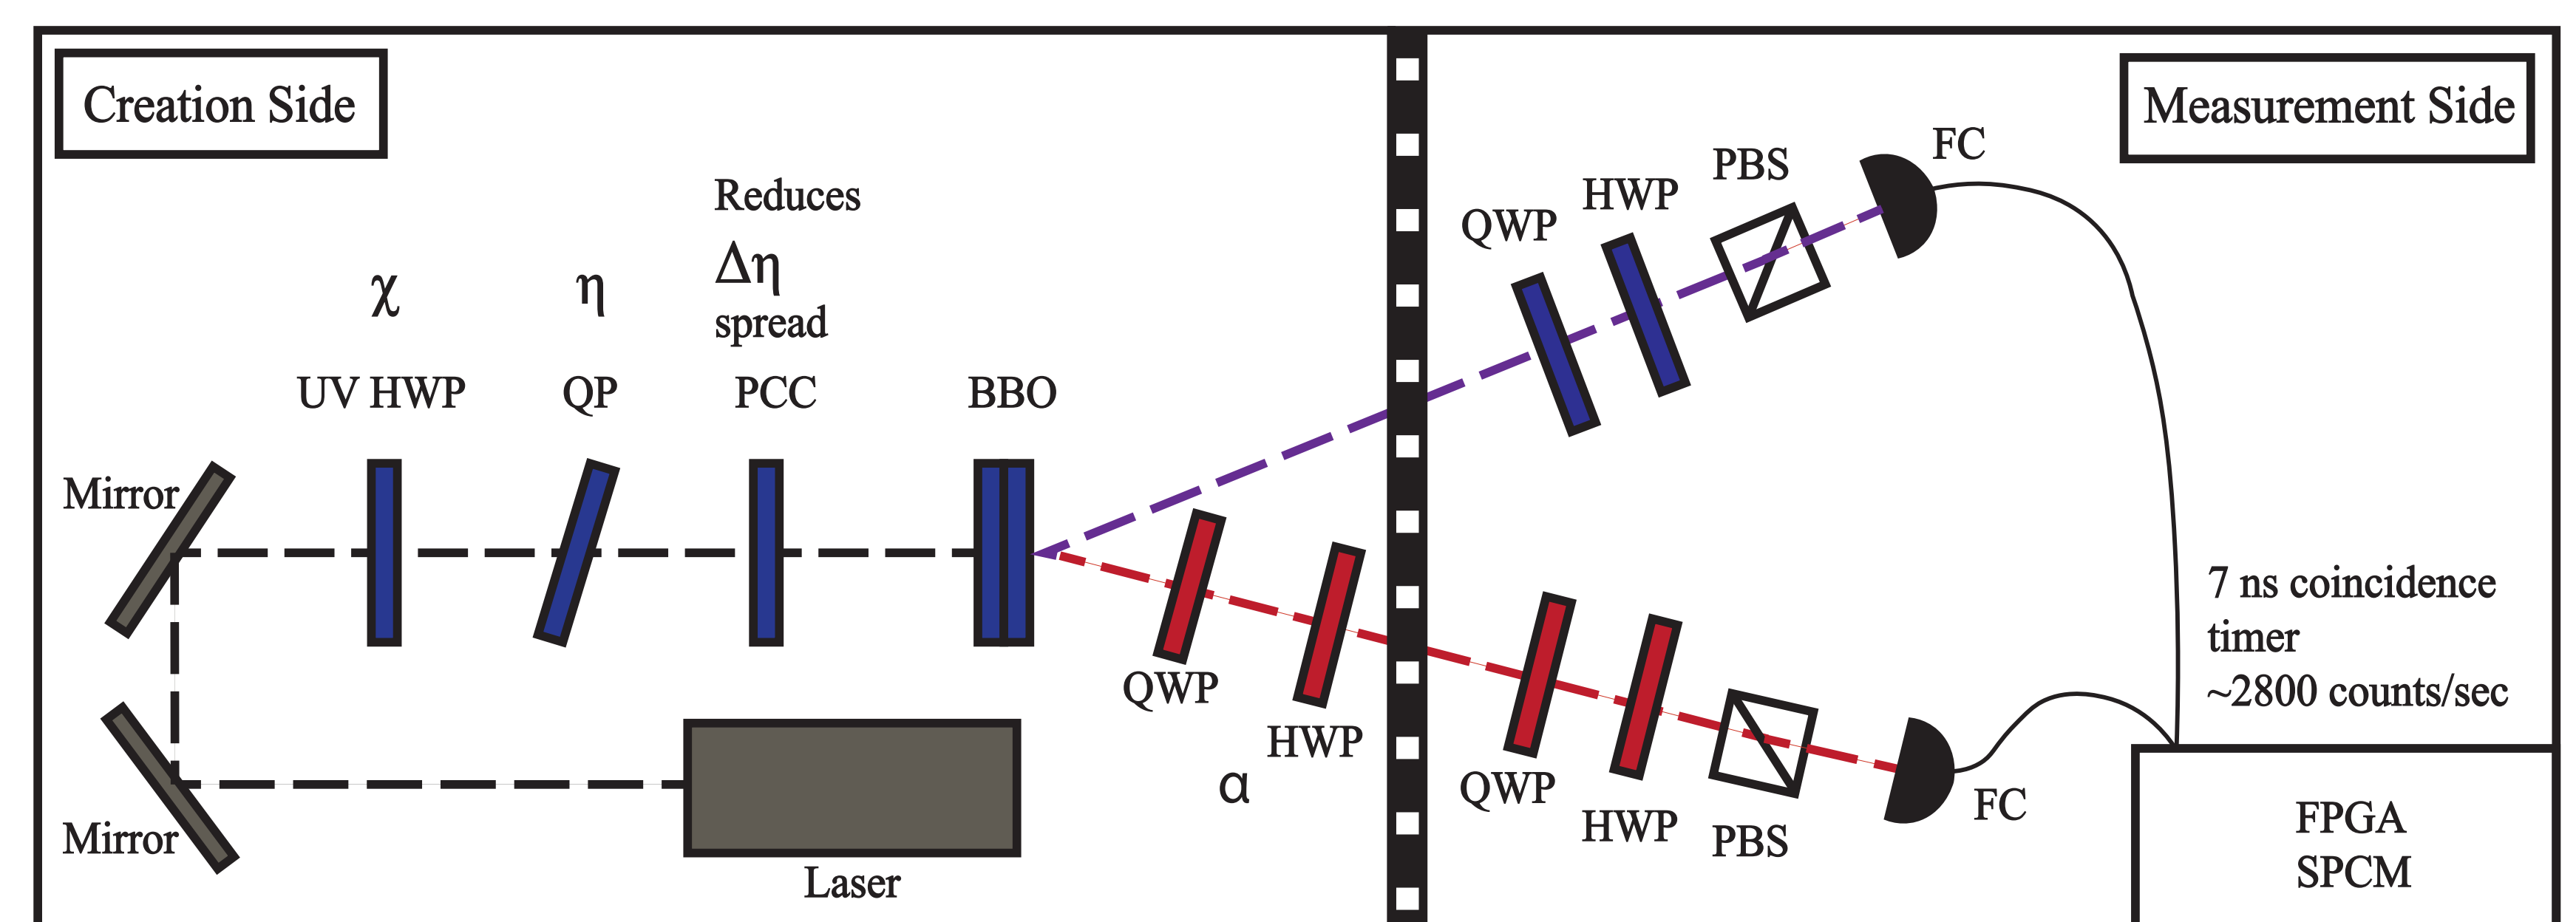 Creation Side
Measurement Side
FC
PBS
HWP
QWP
Reduces
Δη
spread
χ
η
UV HWP
QP
PCC
BBO
Mirror
7 ns coincidence
timer
~2800 counts/sec
QWP
HWP
α
QWP
HWP
PBS
FC
Mirror
Laser
FPGA
SPCM